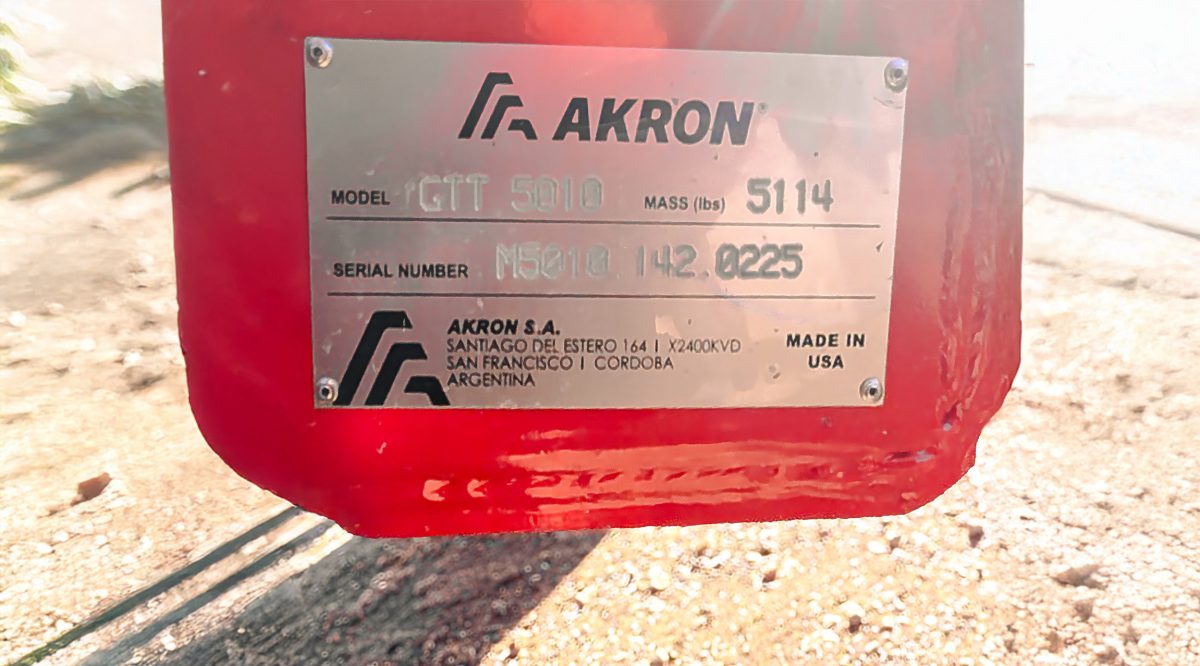 AKRON®
MODEL GTT 5010 MASS (lbs) 5114
SERIAL NUMBER M5010.142.0225
AKRON S.A.
SANTIAGO DEL ESTERO 164 | X2400KVD
SAN FRANCISCO | CORDOBA
ARGENTINA
MADE IN
USA